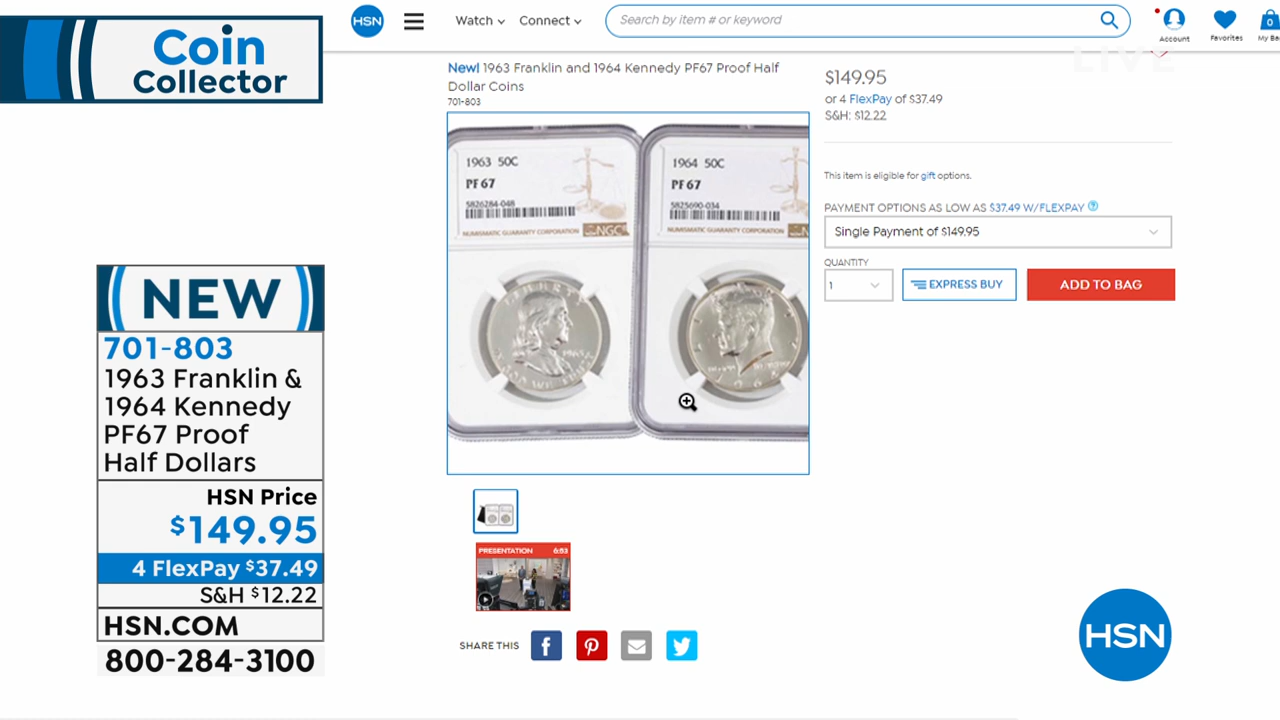 Coin
Collector
HSN
Watch
Connect
Search by item # or keyword
Account
Favorites
0
LIVE
New! 1963 Franklin and 1964 Kennedy PF67 Proof Half
Dollar Coins
701-803
$149.95
or 4 FlexPay of $37.49
S&H: $12.22
This item is eligible for gift options.
PAYMENT OPTIONS AS LOW AS $37.49 W/FLEXPAY ?
Single Payment of $149.95
QUANTITY
1
EXPRESS BUY
ADD TO BAG
1963 50C
PF 67
5826284-048
NUMISMATIC GUARANTY CORPORATION NGC
1964 50C
PF 67
5825690-034
NUMISMATIC GUARANTY CORPORATION
NEW
701-803
1963 Franklin &
1964 Kennedy
PF67 Proof
Half Dollars
HSN Price
$149.95
4 FlexPay $37.49
S&H $12.22
HSN.COM
800-284-3100
PRESENTATION 6:53
SHARE THIS
HSN